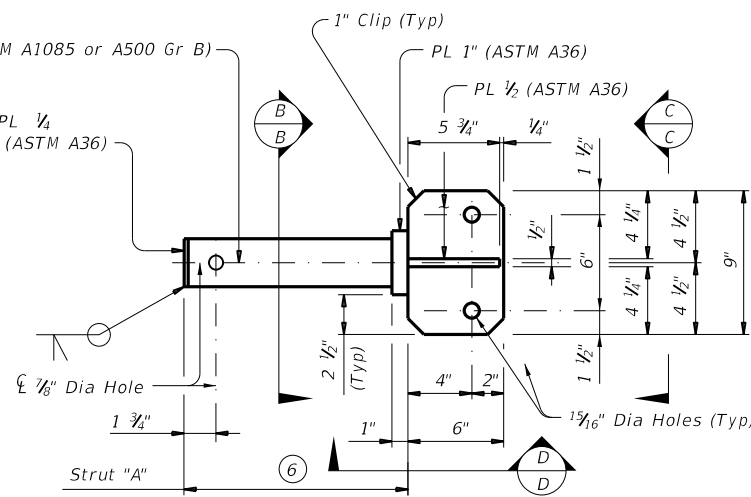 1" Clip (Typ)
M A1085 or A500 Gr B)
PL 1" (ASTM A36)
PL 1/2 (ASTM A36)
B
B
C
C
PL 1/4
(ASTM A36)
5 3/4"
1/4"
1 1/2"
1/2"
6"
4 1/4"
4 1/2"
9"
4 1/4"
4 1/2"
1 1/2"
2 1/2"
(Typ)
℄ 7/8" Dia Hole
4"
2"
15/16" Dia Holes (Typ)
1 3/4"
1"
6"
Strut "A"
6
D
D